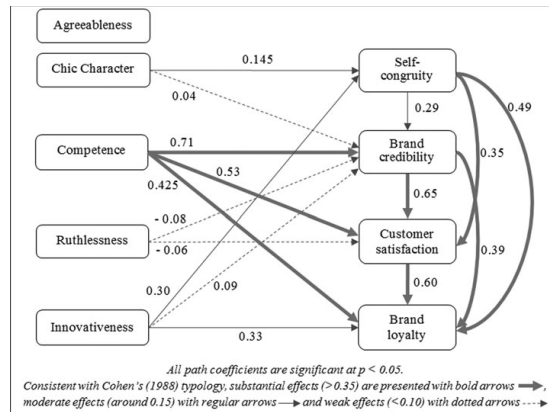 Agreeableness
Chic Character
Competence
Ruthlessness
Innovativeness
Self-
congruity
Brand
credibility
Customer
satisfaction
Brand
loyalty
0.145
0.04
0.71
0.53
0.425
- 0.08
- 0.06
0.30
0.09
0.33
0.29
0.65
0.60
0.49
0.35
0.39
All path coefficients are significant at p < 0.05.
Consistent with Cohen's (1988) typology, substantial effects (>0.35) are presented with bold arrows ,
moderate effects (around 0.15) with regular arrows and weak effects (<0.10) with dotted arrows